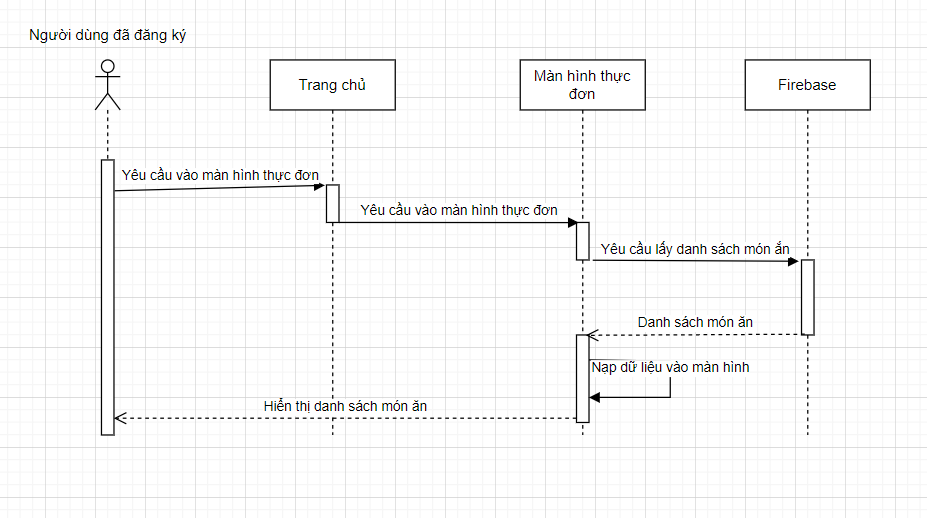 Người dùng đã đăng ký
Trang chủ
Màn hình thực
đơn
Firebase
Yêu cầu vào màn hình thực đơn
Yêu cầu vào màn hình thực đơn
Yêu cầu lấy danh sách món ắn
Danh sách món ăn
Nạp dữ liệu vào màn hình
Hiển thị danh sách món ăn